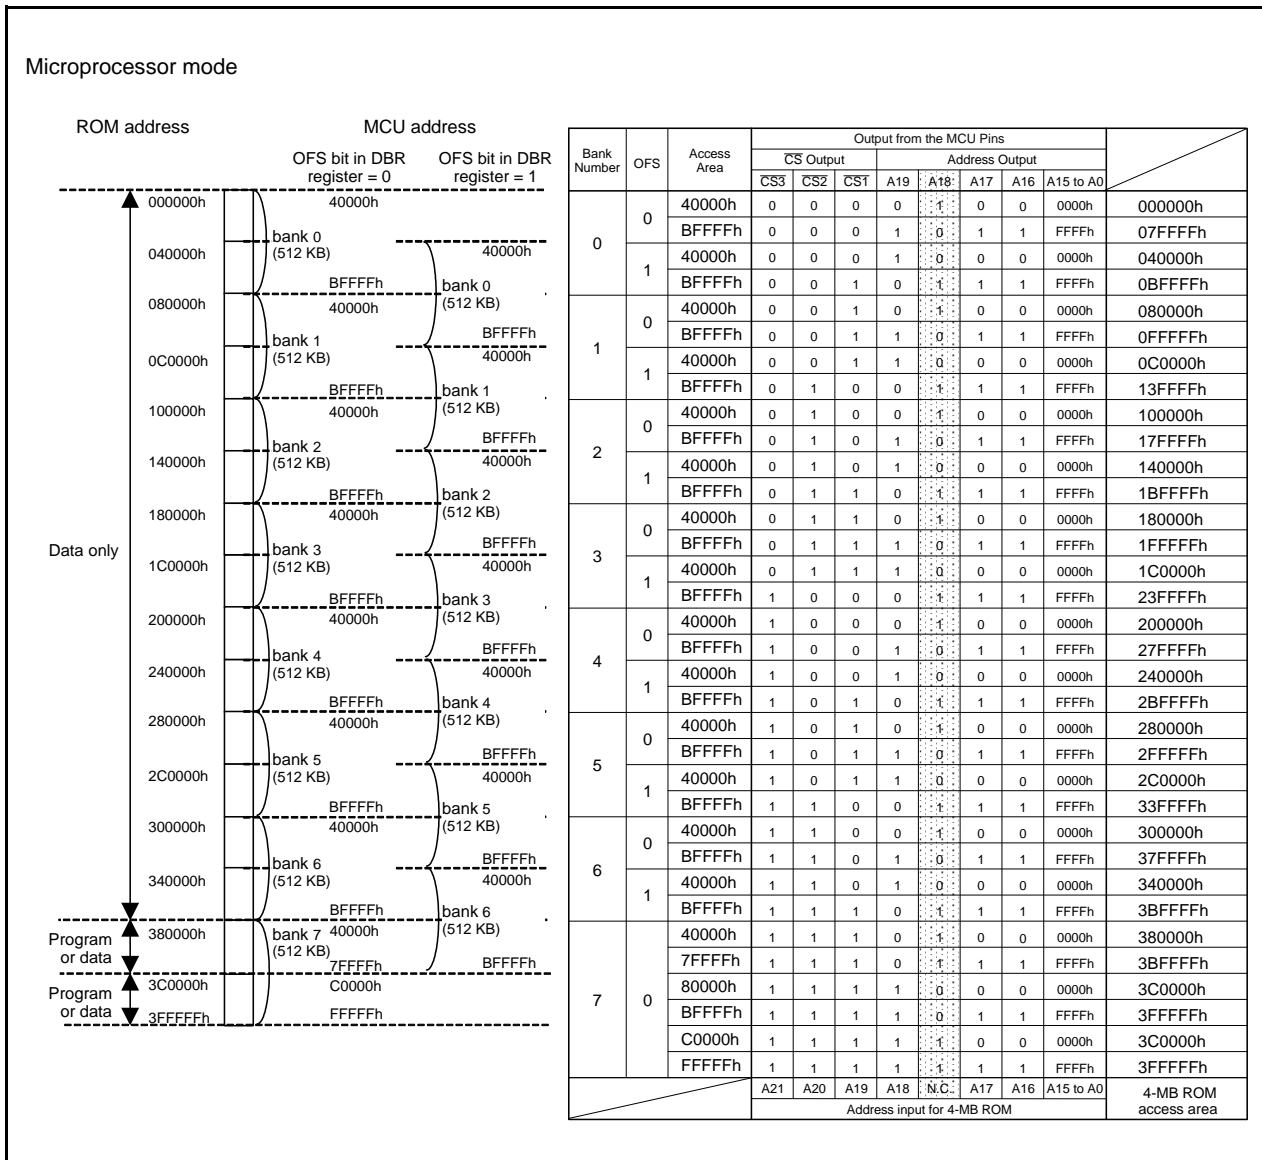 Microprocessor mode
ROM address
MCU address
OFS bit in DBR
register = 0
OFS bit in DBR
register = 1
000000h
40000h
bank 0
(512 KB)
040000h
40000h
BFFFFh
bank 0
(512 KB)
080000h
40000h
bank 1
(512 KB)
BFFFFh
0C0000h
40000h
BFFFFh
bank 1
(512 KB)
100000h
40000h
bank 2
(512 KB)
BFFFFh
140000h
40000h
BFFFFh
bank 2
(512 KB)
180000h
40000h
Data only
bank 3
(512 KB)
BFFFFh
1C0000h
40000h
BFFFFh
bank 3
(512 KB)
200000h
40000h
bank 4
(512 KB)
BFFFFh
240000h
40000h
BFFFFh
bank 4
(512 KB)
280000h
40000h
bank 5
(512 KB)
BFFFFh
2C0000h
40000h
BFFFFh
bank 5
(512 KB)
300000h
40000h
bank 6
(512 KB)
BFFFFh
340000h
40000h
BFFFFh
bank 6
(512 KB)
Program
or data
380000h
bank 7
(512 KB)
40000h
7FFFFh
BFFFFh
Program
or data
3C0000h
C0000h
3FFFFFh
FFFFFh
Bank
Number
OFS
Access
Area
Output from the MCU Pins
CS Output
Address Output
CS3 CS2 CS1 A19 A18 A17 A16 A15 to A0
0 0 40000h 0 0 0 0 1 0 0 0000h 000000h
BFFFFh 0 0 0 1 0 1 1 FFFFh 07FFFFh
1 40000h 0 0 0 1 0 0 0 0000h 040000h
BFFFFh 0 0 1 0 1 1 1 FFFFh 0BFFFFh
1 0 40000h 0 0 1 0 1 0 0 0000h 080000h
BFFFFh 0 0 1 1 0 1 1 FFFFh 0FFFFFh
1 40000h 0 0 1 1 0 0 0 0000h 0C0000h
BFFFFh 0 1 0 0 1 1 1 FFFFh 13FFFFh
2 0 40000h 0 1 0 0 1 0 0 0000h 100000h
BFFFFh 0 1 0 1 0 1 1 FFFFh 17FFFFh
1 40000h 0 1 0 1 0 0 0 0000h 140000h
BFFFFh 0 1 1 0 1 1 1 FFFFh 1BFFFFh
3 0 40000h 0 1 1 0 1 0 0 0000h 180000h
BFFFFh 0 1 1 1 0 1 1 FFFFh 1FFFFFh
1 40000h 0 1 1 1 0 0 0 0000h 1C0000h
BFFFFh 1 0 0 0 1 1 1 FFFFh 23FFFFh
4 0 40000h 1 0 0 0 1 0 0 0000h 200000h
BFFFFh 1 0 0 1 0 1 1 FFFFh 27FFFFh
1 40000h 1 0 0 1 0 0 0 0000h 240000h
BFFFFh 1 0 1 0 1 1 1 FFFFh 2BFFFFh
5 0 40000h 1 0 1 0 1 0 0 0000h 280000h
BFFFFh 1 0 1 1 0 1 1 FFFFh 2FFFFFh
1 40000h 1 0 1 1 0 0 0 0000h 2C0000h
BFFFFh 1 1 0 0 1 1 1 FFFFh 33FFFFh
6 0 40000h 1 1 0 0 1 0 0 0000h 300000h
BFFFFh 1 1 0 1 0 1 1 FFFFh 37FFFFh
1 40000h 1 1 0 1 0 0 0 0000h 340000h
BFFFFh 1 1 1 0 1 1 1 FFFFh 3BFFFFh
7 0 40000h 1 1 1 0 1 0 0 0000h 380000h
7FFFFh 1 1 1 0 1 1 1 FFFFh 3BFFFFh
80000h 1 1 1 1 0 0 0 0000h 3C0000h
BFFFFh 1 1 1 1 0 1 1 FFFFh 3FFFFFh
C0000h 1 1 1 1 1 0 0 0000h 3C0000h
FFFFFh 1 1 1 1 1 1 1 FFFFh 3FFFFFh
A21 A20 A19 A18 N.C. A17 A16 A15 to A0
Address input for 4-MB ROM
4-MB ROM
access area